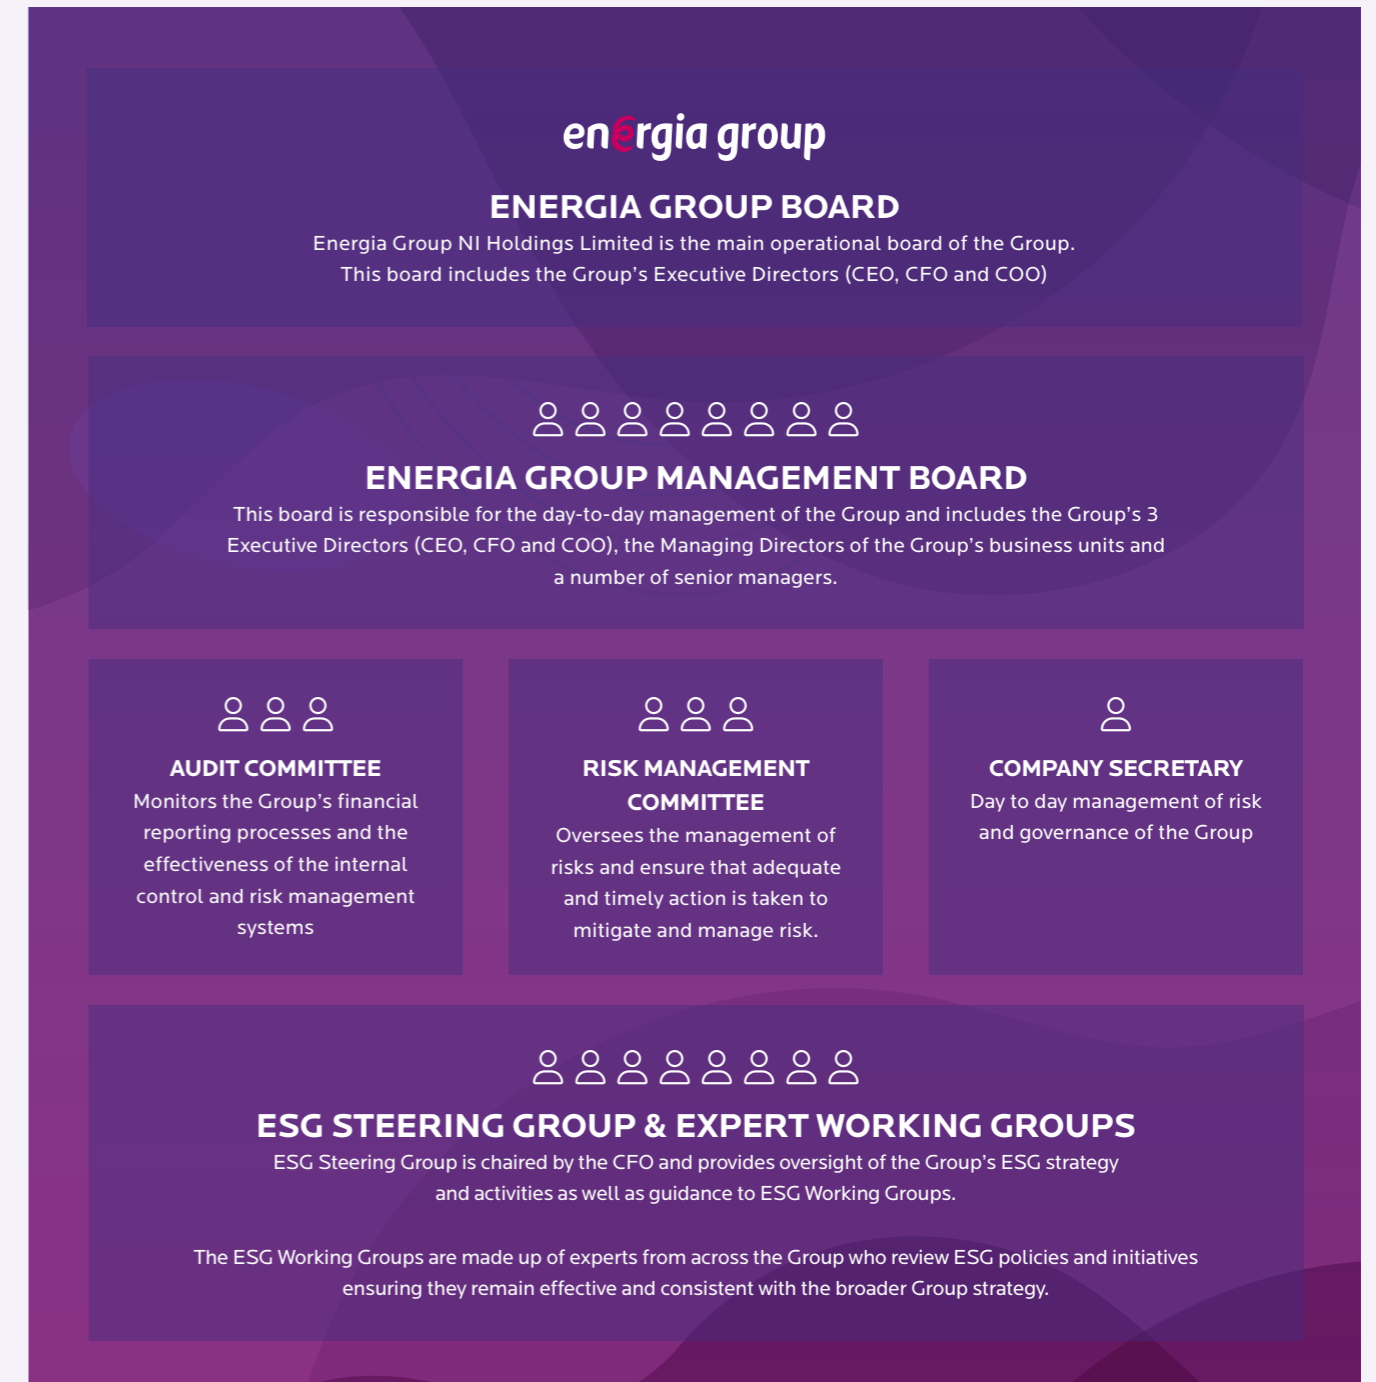 energia group
ENERGIA GROUP BOARD
Energia Group NI Holdings Limited is the main operational board of the Group.
This board includes the Group’s Executive Directors (CEO, CFO and COO)
ENERGIA GROUP MANAGEMENT BOARD
This board is responsible for the day-to-day management of the Group and includes the Group’s 3
Executive Directors (CEO, CFO and COO), the Managing Directors of the Group’s business units and
a number of senior managers.
AUDIT COMMITTEE
Monitors the Group’s financial
reporting processes and the
effectiveness of the internal
control and risk management
systems
RISK MANAGEMENT
COMMITTEE
Oversees the management of
risks and ensure that adequate
and timely action is taken to
mitigate and manage risk.
COMPANY SECRETARY
Day to day management of risk
and governance of the Group
ESG STEERING GROUP & EXPERT WORKING GROUPS
ESG Steering Group is chaired by the CFO and provides oversight of the Group’s ESG strategy
and activities as well as guidance to ESG Working Groups.
The ESG Working Groups are made up of experts from across the Group who review ESG policies and initiatives
ensuring they remain effective and consistent with the broader Group strategy.